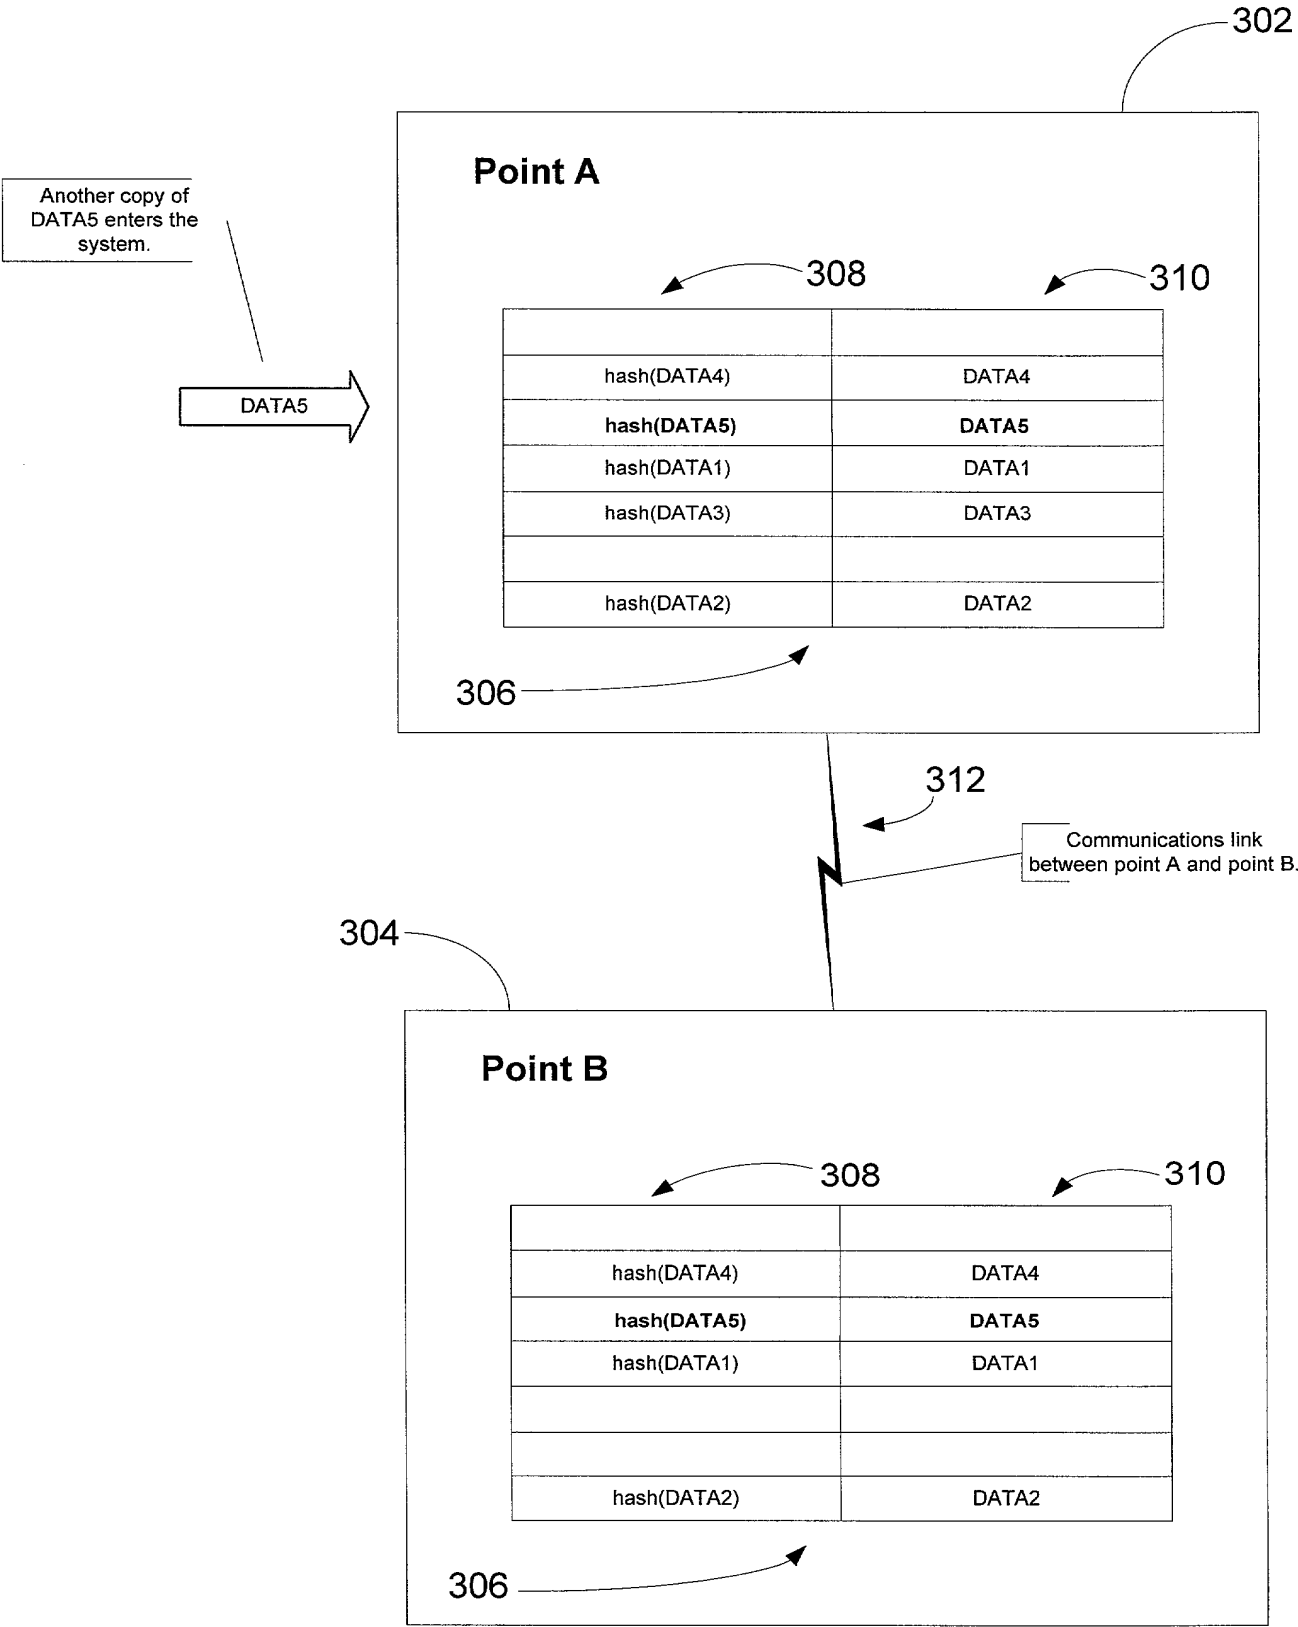 302
Point A
Another copy of
DATA5 enters the
system.
308
310
hash(DATA4) DATA4
DATA5
hash(DATA5) DATA5
hash(DATA1) DATA1
hash(DATA3) DATA3
hash(DATA2) DATA2
306
312
Communications link
between point A and point B.
304
Point B
308
310
hash(DATA4) DATA4
hash(DATA5) DATA5
hash(DATA1) DATA1
hash(DATA2) DATA2
306